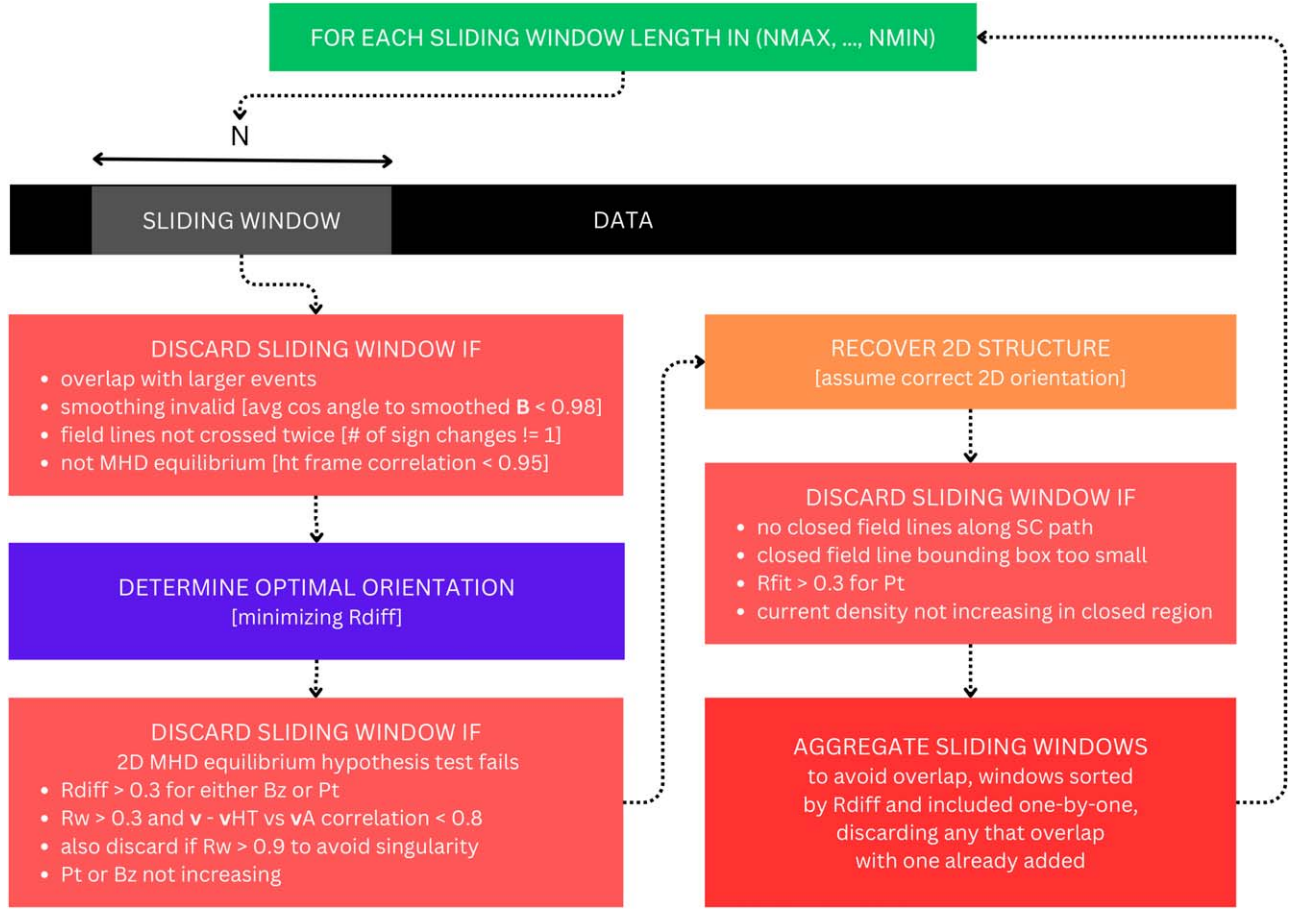 FOR EACH SLIDING WINDOW LENGTH IN (NMAX, ..., NMIN)
N
SLIDING WINDOW
DATA
DISCARD SLIDING WINDOW IF
• overlap with larger events
• smoothing invalid [avg cos angle to smoothed B < 0.98]
• field lines not crossed twice [# of sign changes != 1]
• not MHD equilibrium [ht frame correlation < 0.95]
DETERMINE OPTIMAL ORIENTATION
[minimizing Rdiff]
DISCARD SLIDING WINDOW IF
2D MHD equilibrium hypothesis test fails
• Rdiff > 0.3 for either Bz or Pt
• Rw > 0.3 and v - vHT vs vA correlation < 0.8
• also discard if Rw > 0.9 to avoid singularity
• Pt or Bz not increasing
RECOVER 2D STRUCTURE
[assume correct 2D orientation]
DISCARD SLIDING WINDOW IF
• no closed field lines along SC path
• closed field line bounding box too small
• Rfit > 0.3 for Pt
• current density not increasing in closed region
AGGREGATE SLIDING WINDOWS
to avoid overlap, windows sorted
by Rdiff and included one-by-one,
discarding any that overlap
with one already added